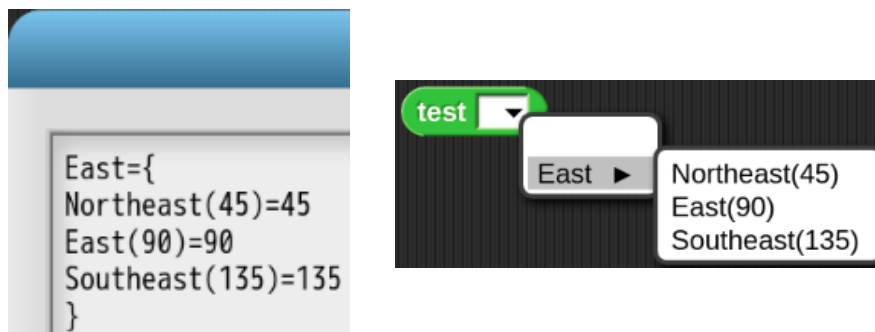 East={
Northeast(45)=45
East(90)=90
Southeast(135)=135
}
test
East ►
Northeast(45)
East(90)
Southeast(135)